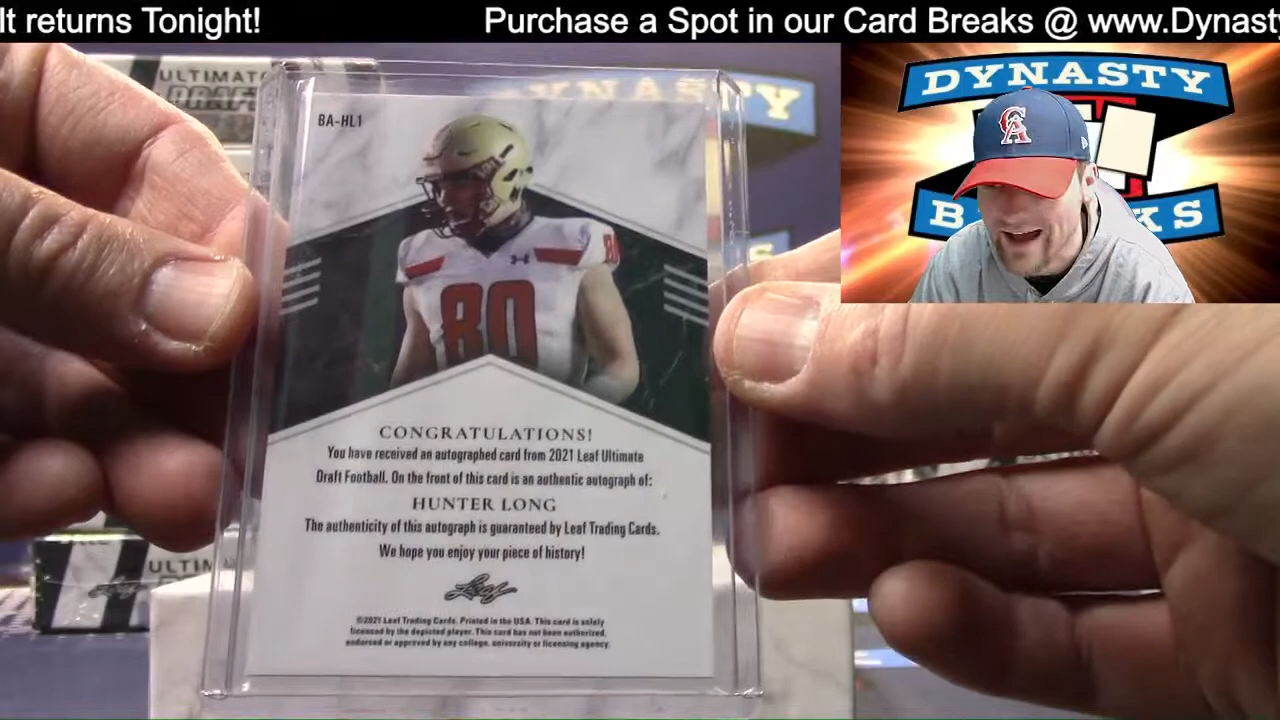 It returns Tonight!
Purchase a Spot in our Card Breaks @ www.Dynasty
ULTIMATE
DRAFT
DYNASTY
DYNASTY
BA-HL1
80
80
CONGRATULATIONS!
You have received an autographed card from 2021 Leaf Ultimate
Draft Football. On the front of this card is an authentic autograph of:
HUNTER LONG
The authenticity of this autograph is guaranteed by Leaf Trading Cards.
We hope you enjoy your piece of history!
Leaf
©2021 Leaf Trading Cards. Printed in the USA. This card is solely
licensed by the depicted player. This card has not been authorized,
endorsed or approved by any college, university or licensing agency.
ULTIM